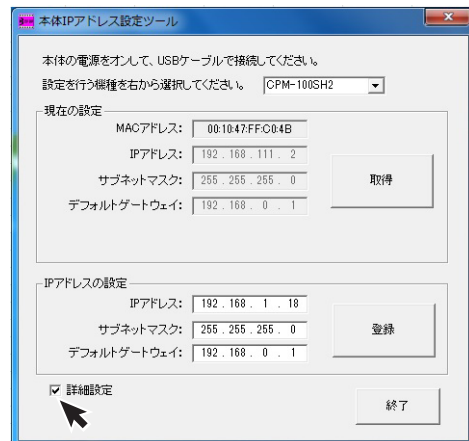 本体IPアドレス設定ツール
本体の電源をオンして、USBケーブルで接続してください。
設定を行う機種を右から選択してください。 CPM-100SH2
現在の設定
MACアドレス: 00:10:47:FF:C0:4B
IPアドレス: 192 . 168 . 111 . 2
サブネットマスク: 255 . 255 . 255 . 0
デフォルトゲートウェイ: 192 . 168 . 0 . 1
取得
IPアドレスの設定
IPアドレス: 192 . 168 . 1 . 18
サブネットマスク: 255 . 255 . 255 . 0
デフォルトゲートウェイ: 192 . 168 . 0 . 1
登録
詳細設定
終了